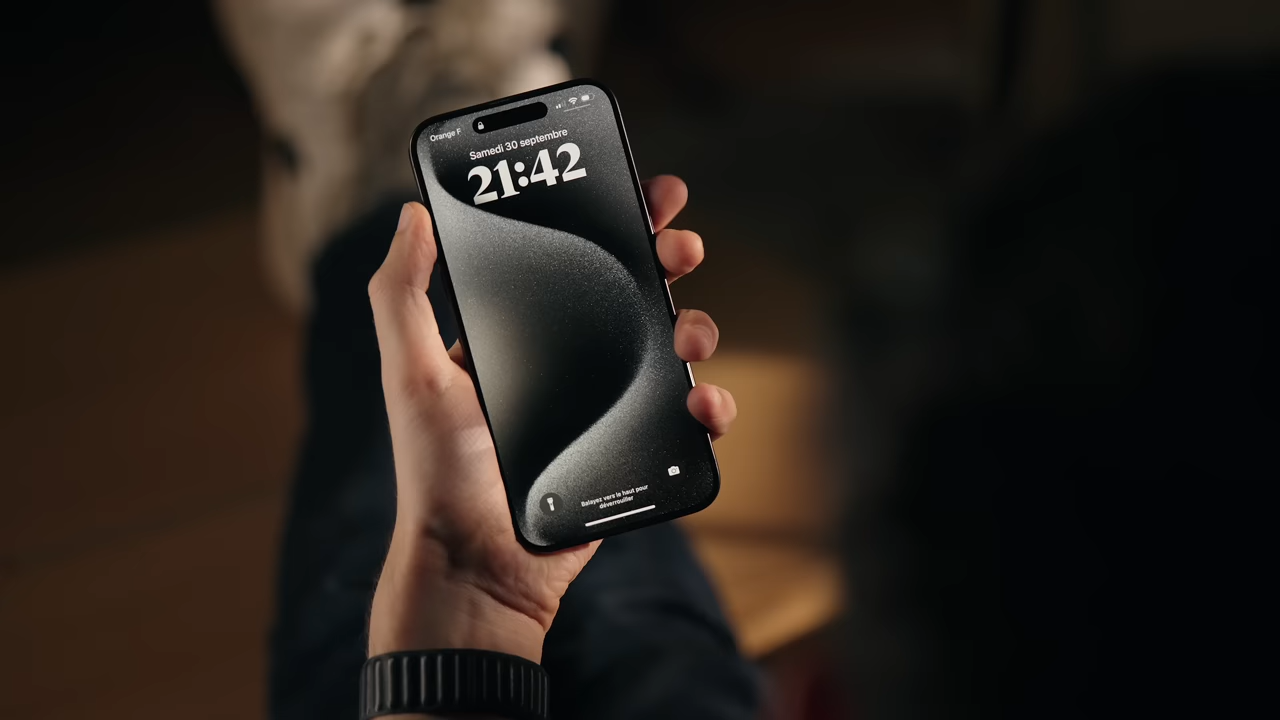 Orange F
Samedi 30 septembre
21:42
Balayez vers le haut pour
déverrouiller